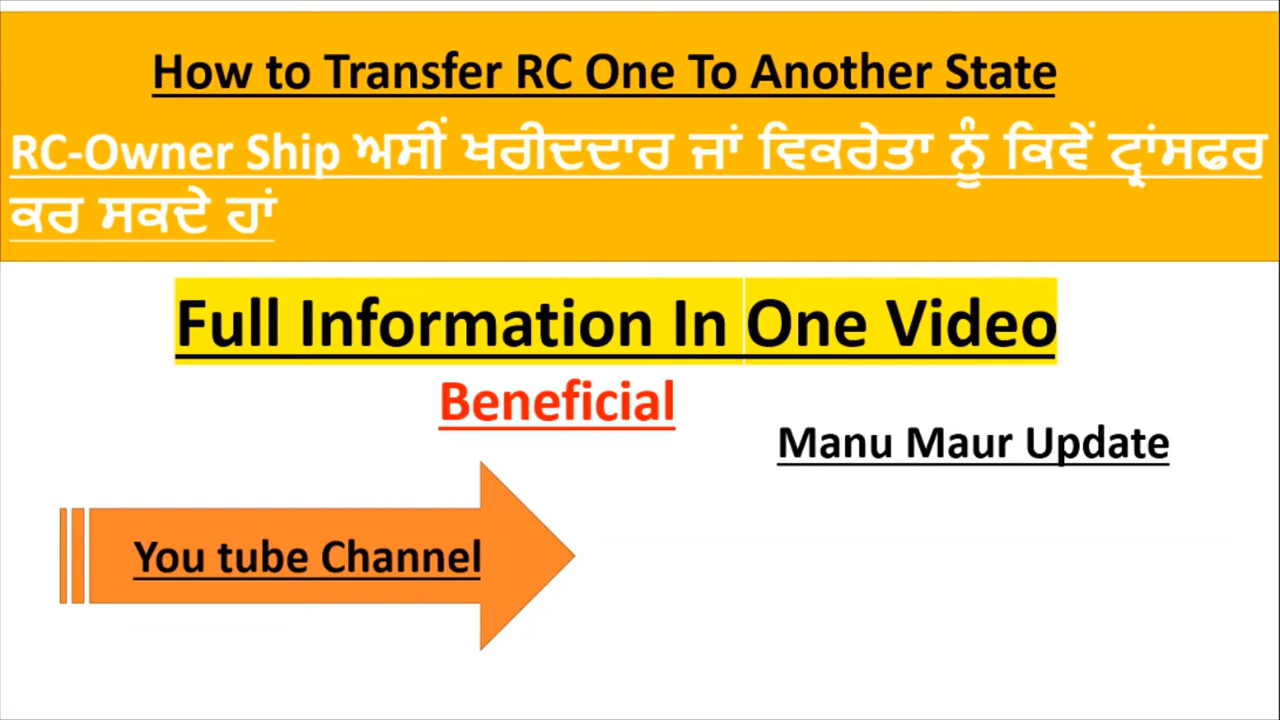 How to Transfer RC One To Another State
RC-Owner Ship ਅਸੀਂ ਖਰੀਦਦਾਰ ਜਾਂ ਵਿਕਰੇਤਾ ਨੂੰ ਕਿਵੇਂ ਟ੍ਰਾਂਸਫਰ
ਕਰ ਸਕਦੇ ਹਾਂ
Full Information In One Video
Beneficial
Manu Maur Update
You tube Channel